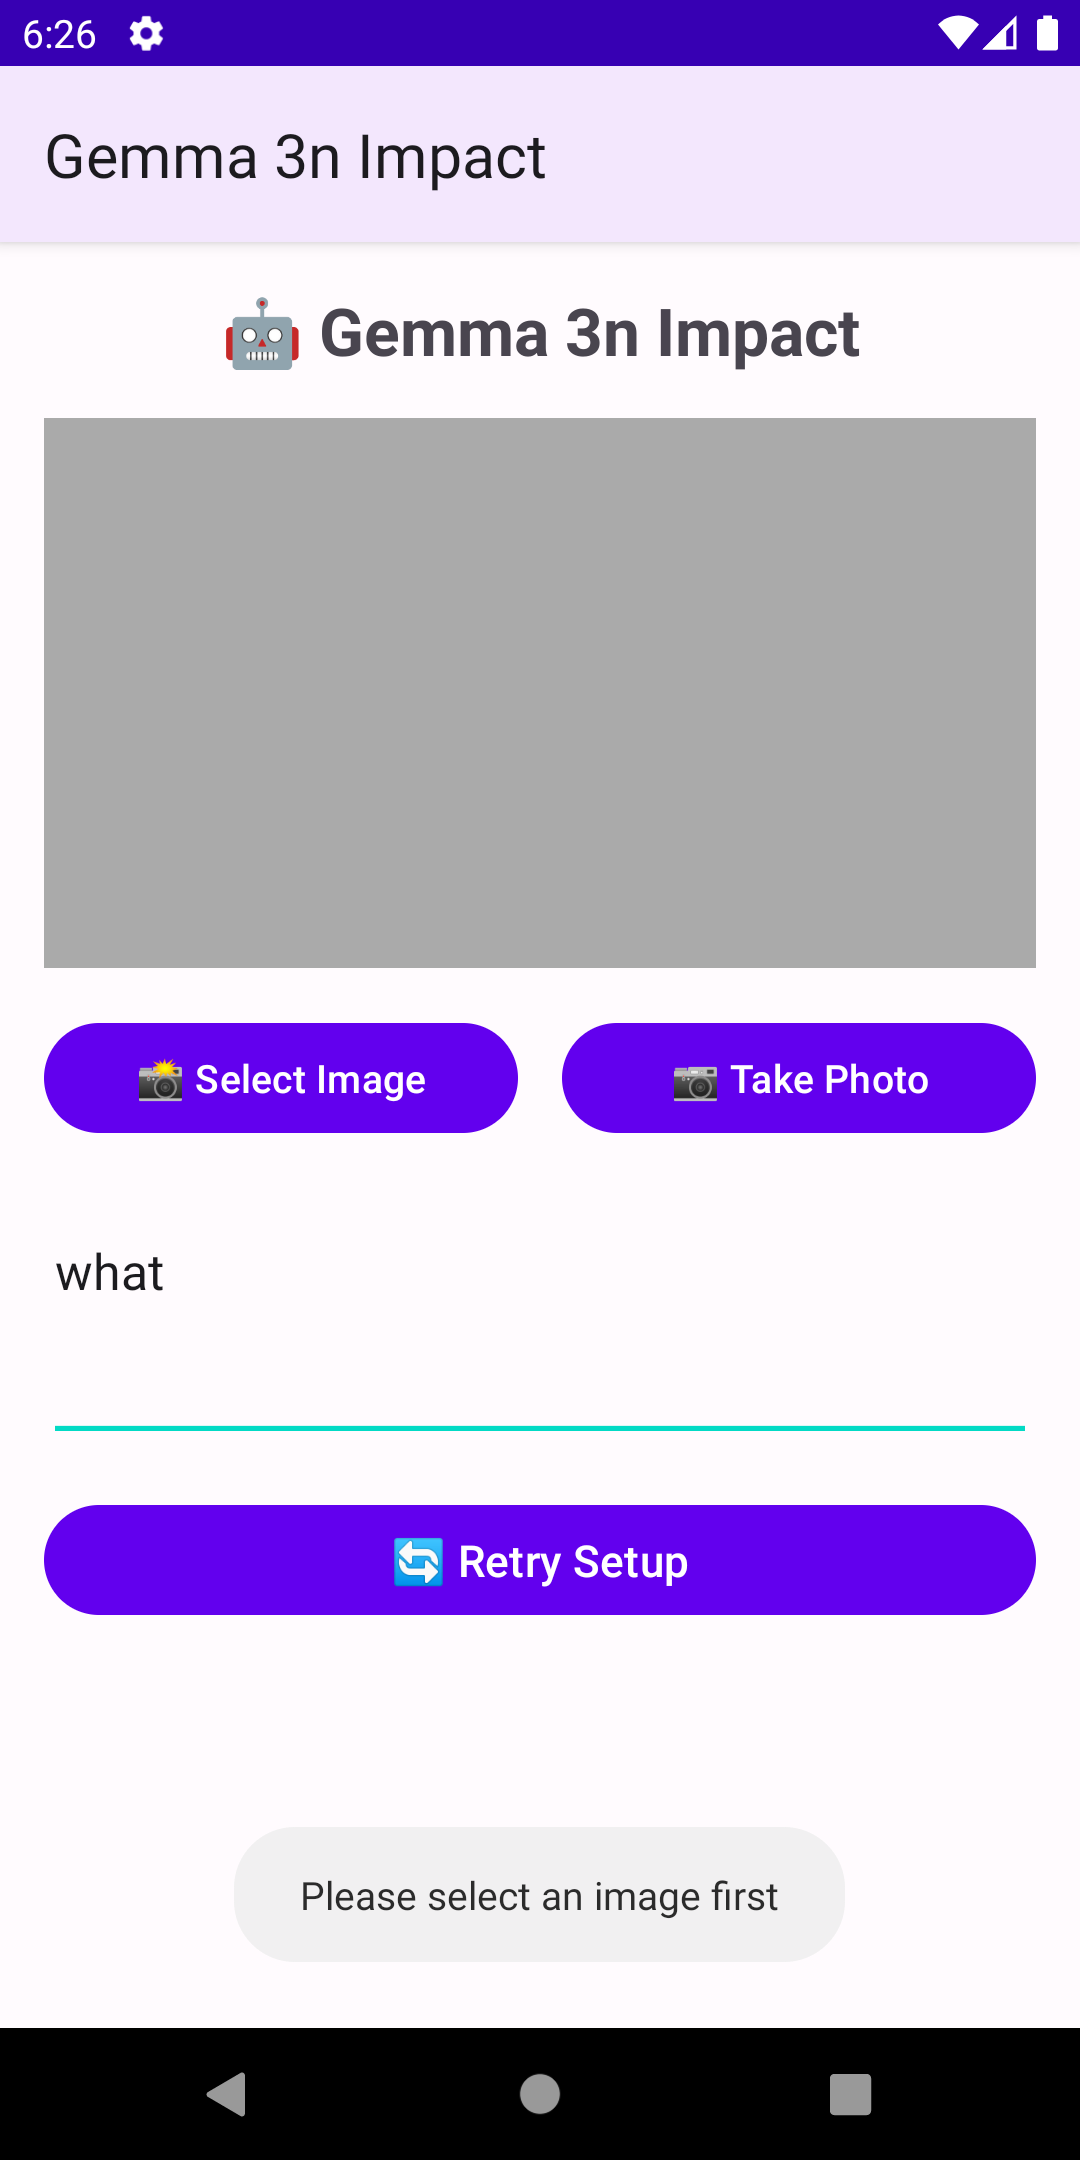 6:26
Gemma 3n Impact
🤖 Gemma 3n Impact
📸 Select Image
📷 Take Photo
what
🔄 Retry Setup
Please select an image first